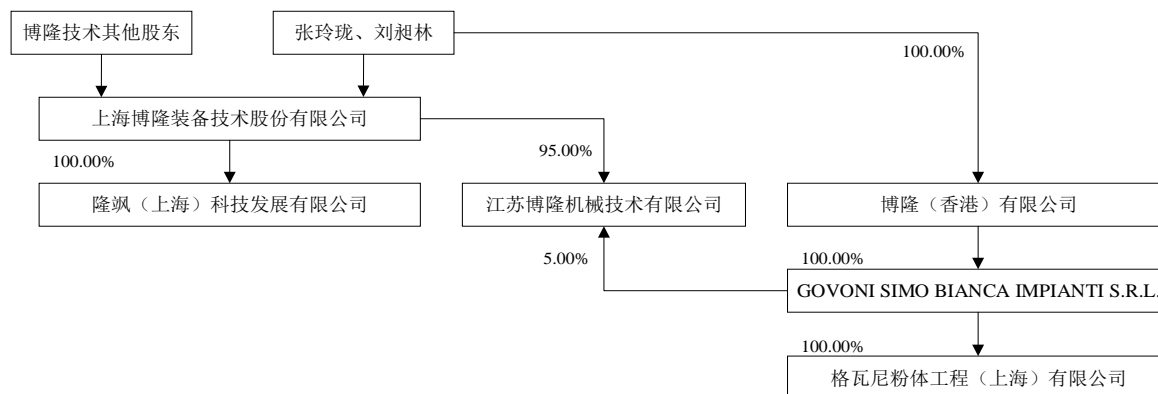 博隆技术其他股东
张玲珑、刘昶林
100.00%
上海博隆装备技术股份有限公司
100.00%
95.00%
隆飒（上海）科技发展有限公司
江苏博隆机械技术有限公司
博隆（香港）有限公司
5.00%
100.00%
GOVONI SIMO BIANCA IMPIANTI S.R.L.
100.00%
格瓦尼粉体工程（上海）有限公司